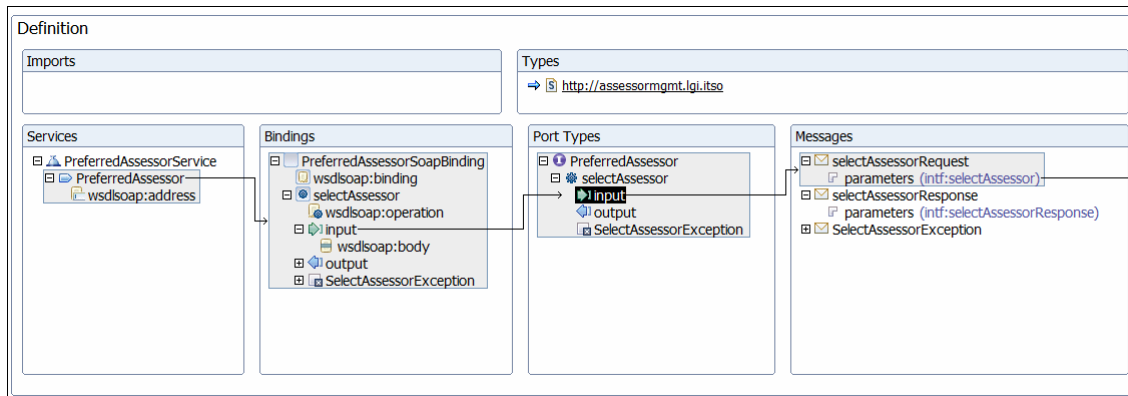 Definition
Imports
Types
http://assessormgmt.lgi.itso
Services
PreferredAssessorService
PreferredAssessor
wsdlsoap:address
Bindings
PreferredAssessorSoapBinding
wsdlsoap:binding
selectAssessor
wsdlsoap:operation
input
wsdlsoap:body
output
SelectAssessorException
Port Types
PreferredAssessor
selectAssessor
input
output
SelectAssessorException
Messages
selectAssessorRequest
parameters (intf:selectAssessor)
selectAssessorResponse
parameters (intf:selectAssessorResponse)
SelectAssessorException